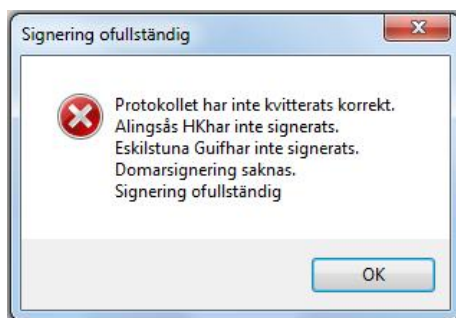 Signering ofullständig
Protokollet har inte kvitterats korrekt.
Alingsås HKhar inte signerats.
Eskilstuna Guifhar inte signerats.
Domarsignering saknas.
Signering ofullständig
OK